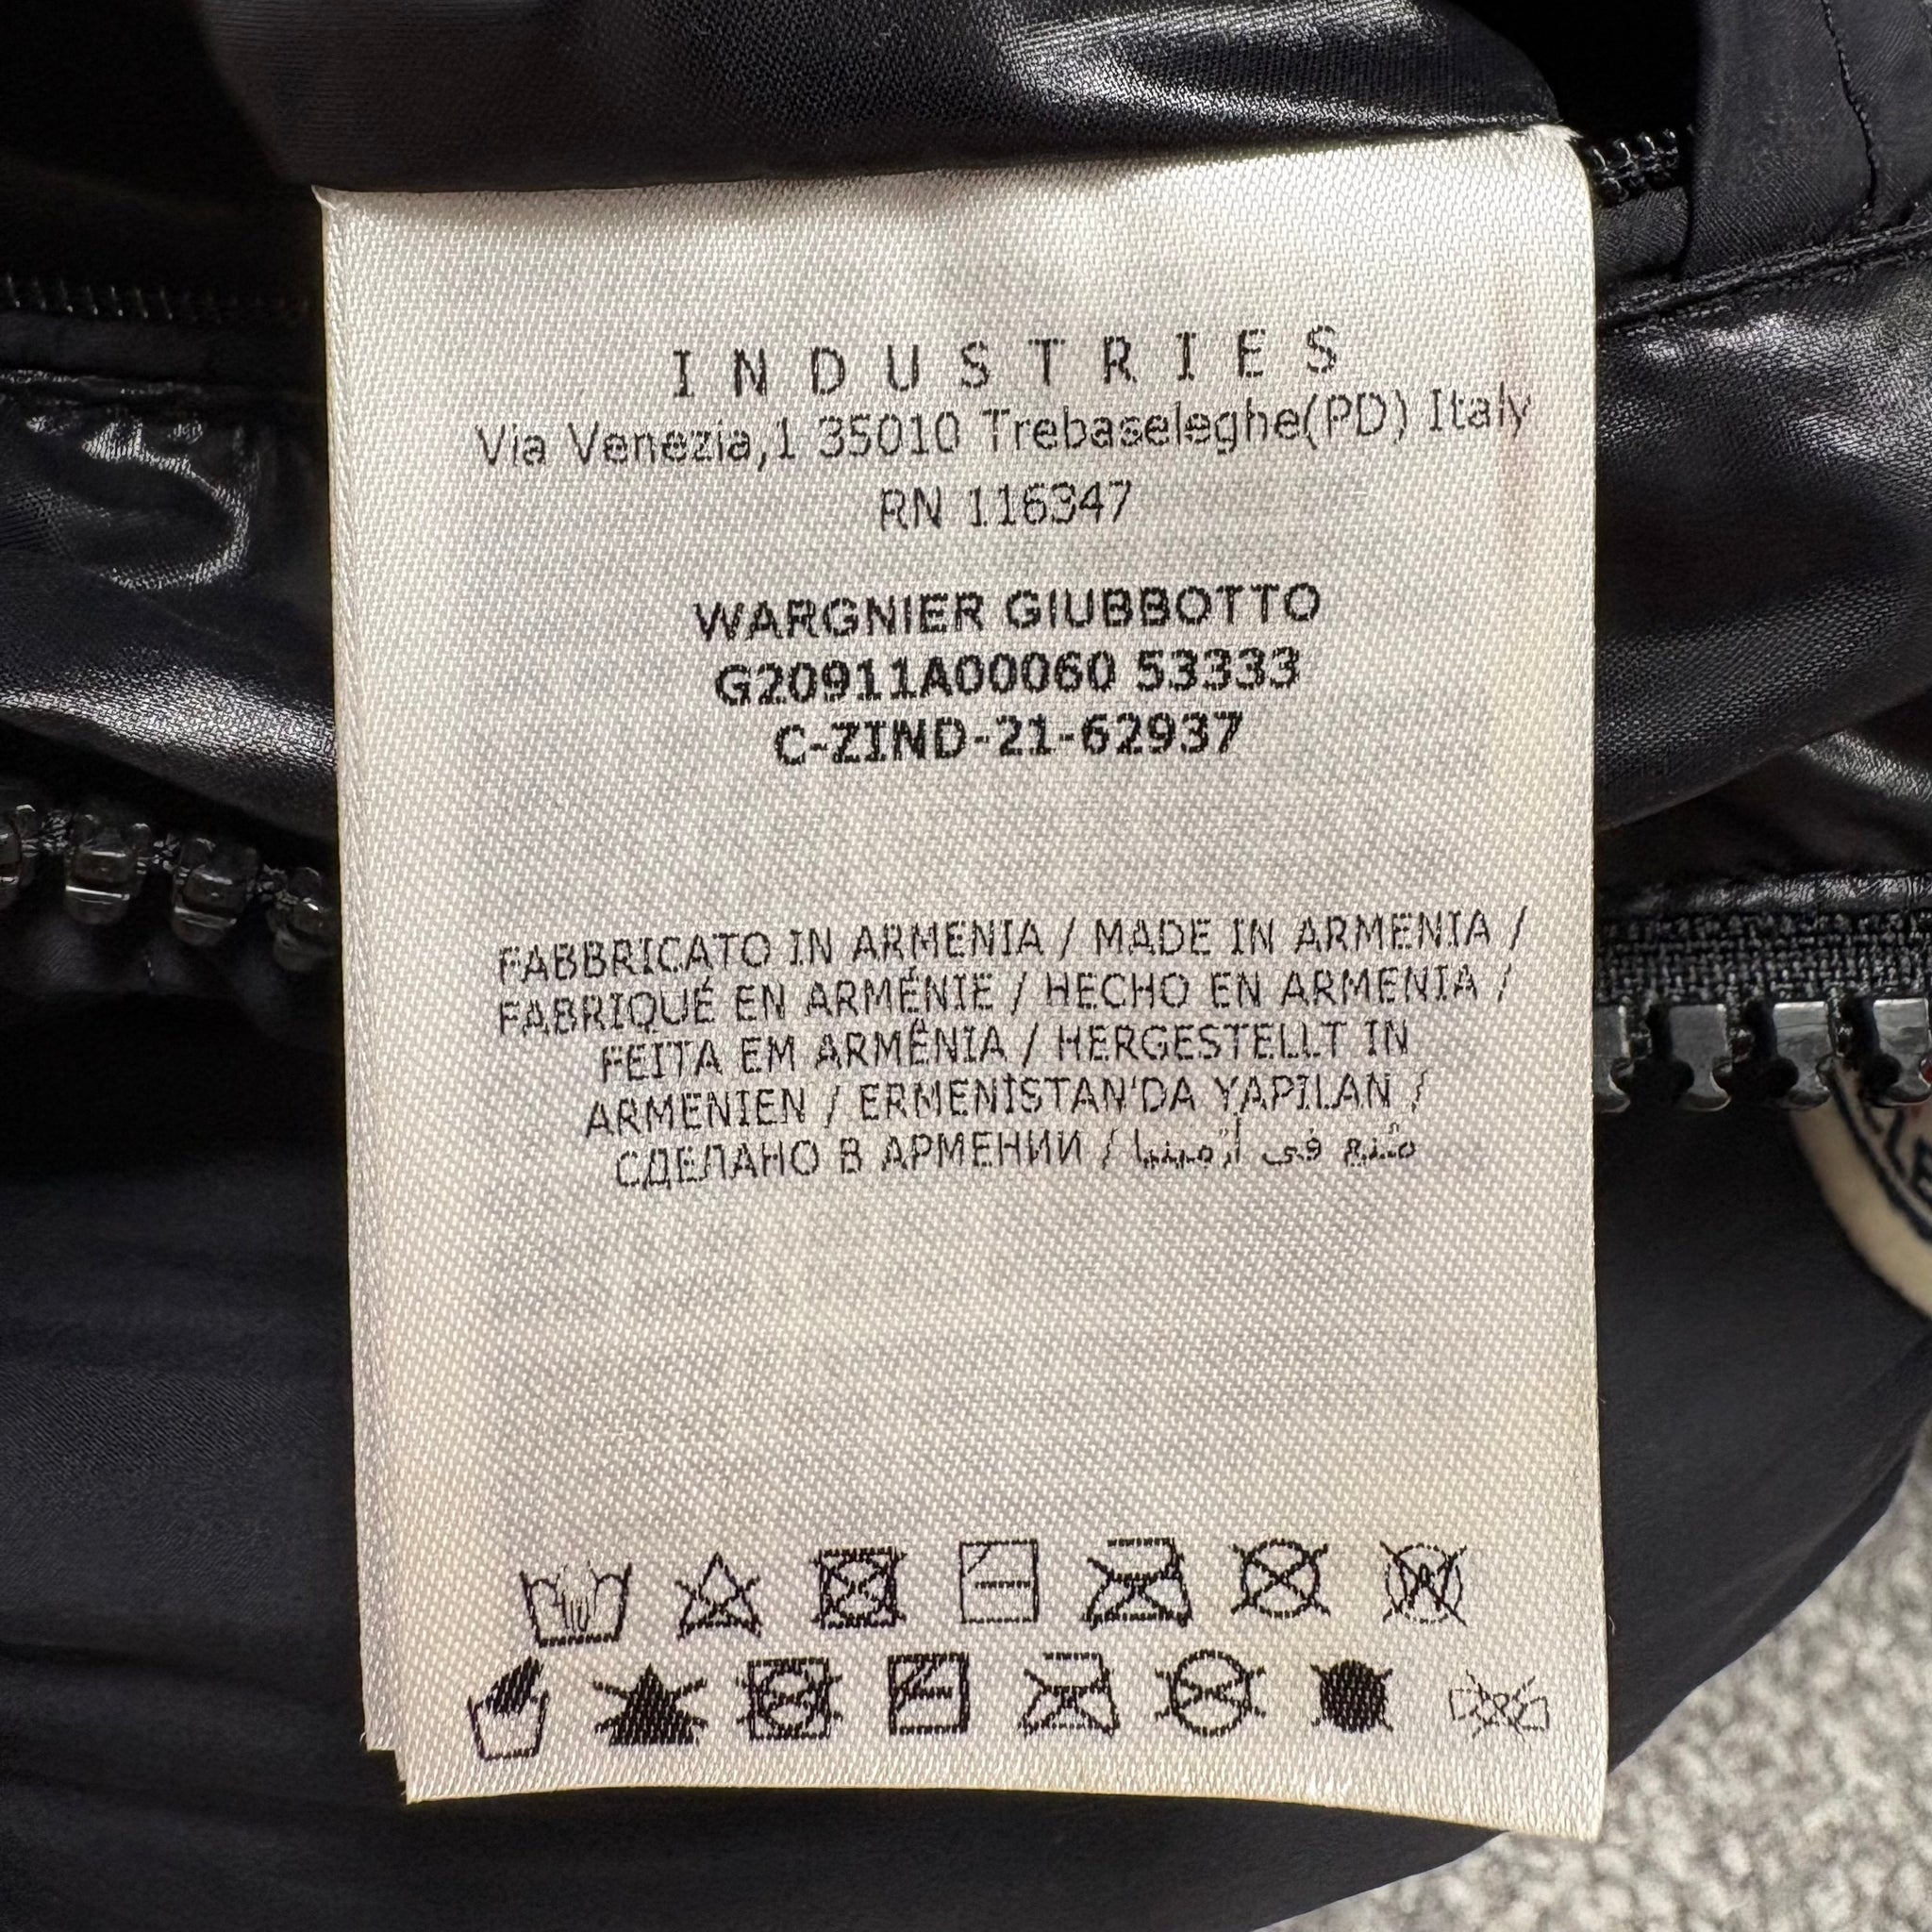 INDUSTRIES
Via Venezia,1 35010 Trebaseleghe(PD) Italy
RN 116347
WARGNIER GIUBBOTTO
G20911A00060 53333
C-ZIND-21-62937
FABBRICATO IN ARMENIA / MADE IN ARMENIA /
FABRIQUÉ EN ARMÉNIE / HECHO EN ARMENIA /
FEITA EM ARMÊNIA / HERGESTELLT IN
ARMENIEN / ERMENİSTAN'DA YAPILAN /
СДЕЛАНО В АРМЕНИИ / صُنع في أرمينيا